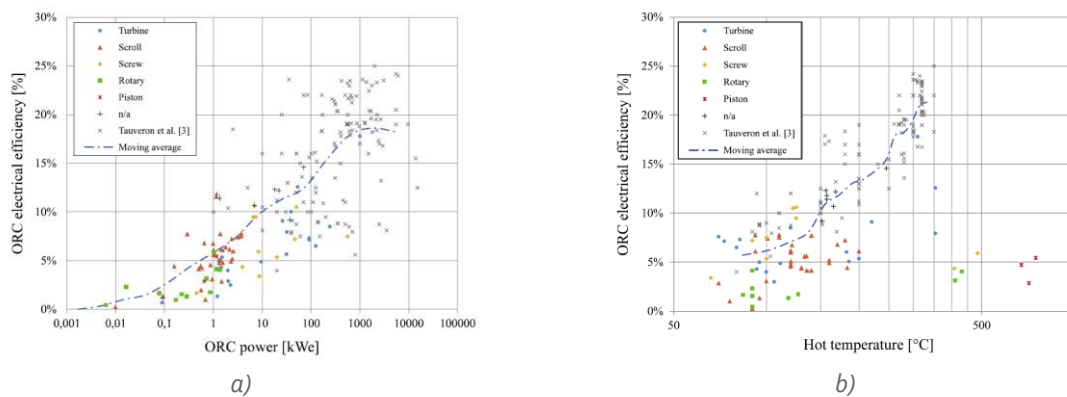 30%
25%
20%
15%
10%
5%
0%
ORC electrical efficiency [%]
Turbine
Scroll
Screw
Rotary
Piston
n/a
Tauveron et al. [3]
Moving average
0,001 0,01 0,1 1 10 100 1000 10000 100000
ORC power [kWe]
a)
30%
25%
20%
15%
10%
5%
0%
ORC electrical efficiency [%]
Turbine
Scroll
Screw
Rotary
Piston
n/a
Tauveron et al. [3]
Moving average
50 500
Hot temperature [°C]
b)